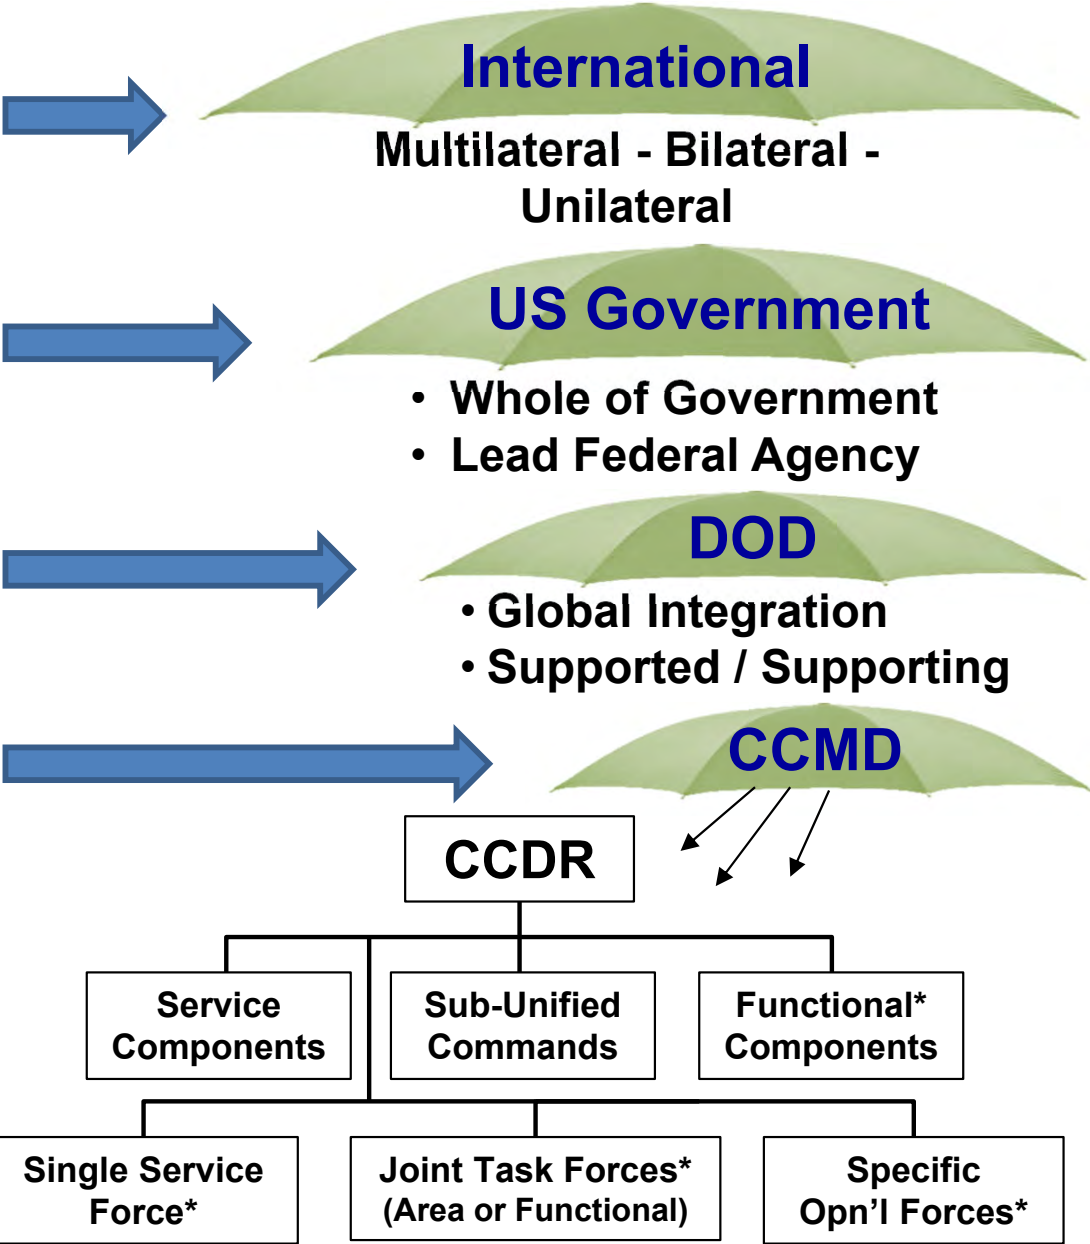 International
Multilateral - Bilateral -
Unilateral
US Government
• Whole of Government
• Lead Federal Agency
DOD
• Global Integration
• Supported / Supporting
CCMD
CCDR
Service
Components
Sub-Unified
Commands
Functional*
Components
Single Service
Force*
Joint Task Forces*
(Area or Functional)
Specific
Opn'l Forces*